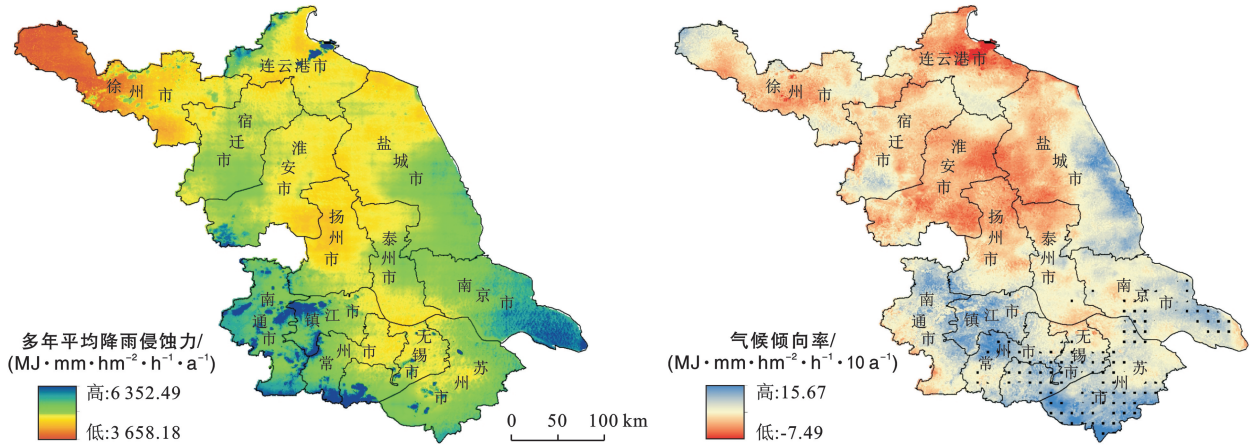 连云港市
徐州市
宿迁市
淮安市
盐城市
扬州市
泰州市
南京市
南通市
镇江市
常州市
无锡市
苏州市
多年平均降雨侵蚀力/
(MJ·mm·hm⁻²·h⁻¹·a⁻¹)
高:6 352.49
低:3 658.18
0 50 100 km
连云港市
徐州市
宿迁市
淮安市
盐城市
扬州市
泰州市
南京市
南通市
镇江市
常州市
无锡市
苏州市
气候倾向率/
(MJ·mm·hm⁻²·h⁻¹·10 a⁻¹)
高:15.67
低:-7.49